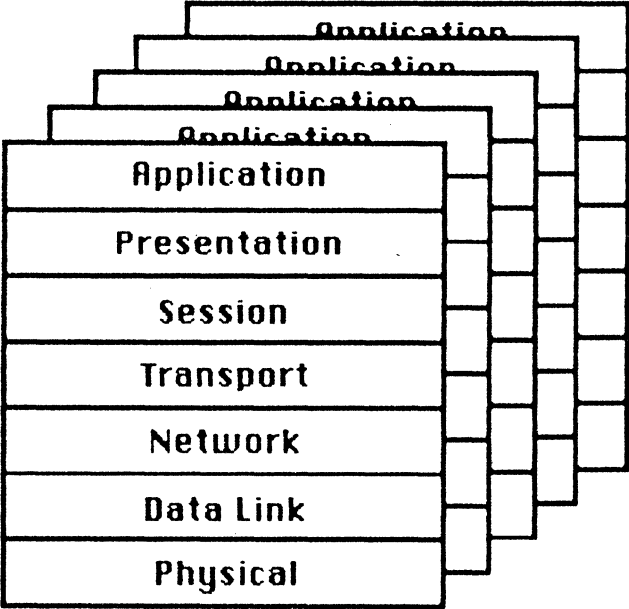 Application
Application
Application
Application
Application
Presentation
Session
Transport
Network
Data Link
Physical